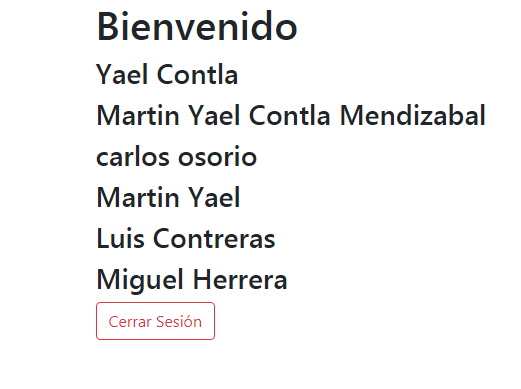 Bienvenido
Yael Contla
Martin Yael Contla Mendizabal
carlos osorio
Martin Yael
Luis Contreras
Miguel Herrera
Cerrar Sesión